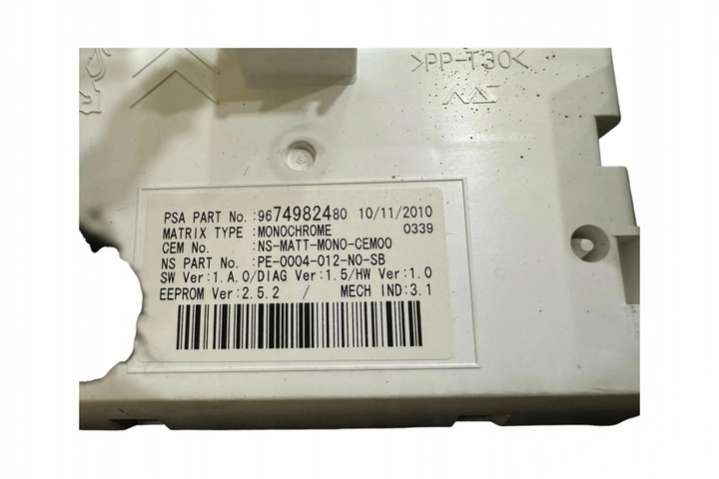 >PP-T30<
PSA PART No. :9674982480 10/11/2010
MATRIX TYPE :MONOCHROME 0339
CEM No. :NS-MATT-MONO-CEM00
NS PART No. :PE-0004-012-NO-SB
SW Ver:1.A.0/DIAG Ver:1.5/HW Ver:1.0
EEPROM Ver:2.5.2 / MECH IND:3.1